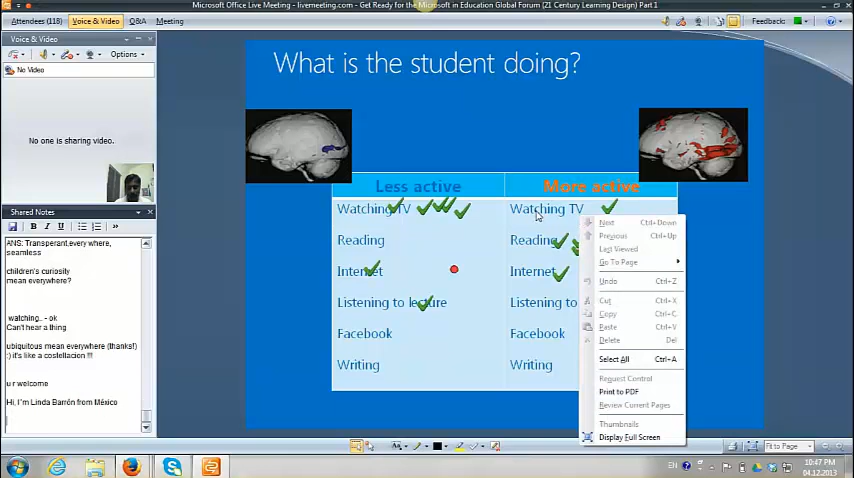 Microsoft Office Live Meeting - livemeeting.com - Get Ready for the Microsoft in Education Global Forum (21 Century Learning Design) Part 1
Attendees (118) Voice & Video Q&A Meeting
Feedback:
Voice & Video
Options
No Video
No one is sharing video.
Shared Notes
B I U
ANS: Transperant,every where,
seamless
children's curiosity
mean everywhere?
watching.. - ok
Can't hear a thing
ubiquitous mean everywhere (thanks!)
:) it's like a costellacion !!!
u r welcome
Hi, I'm Linda Barrón from México
What is the student doing?
Less active
More active
Watching TV
Watching TV
Reading
Reading
Internet
Internet
Listening to lecture
Listening to
Facebook
Facebook
Writing
Writing
Next Ctrl+Down
Previous Ctrl+Up
Last Viewed
Go To Page
Undo Ctrl+Z
Cut Ctrl+X
Copy Ctrl+C
Paste Ctrl+V
Delete Del
Select All Ctrl+A
Request Control
Print to PDF
Review Current Pages
Thumbnails
Display Full Screen
Fit to Page
EN
10:47 PM
04.12.2013